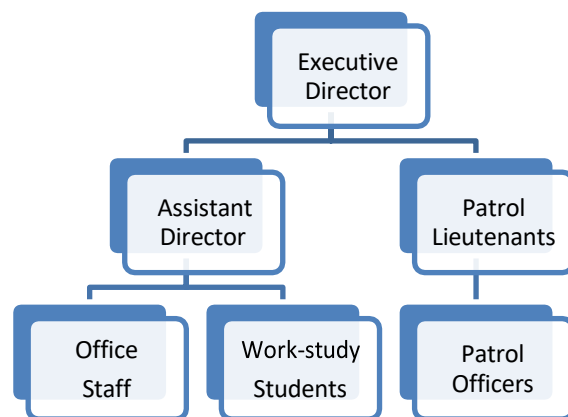 Executive
Director
Assistant
Director
Patrol
Lieutenants
Office
Staff
Work-study
Students
Patrol
Officers